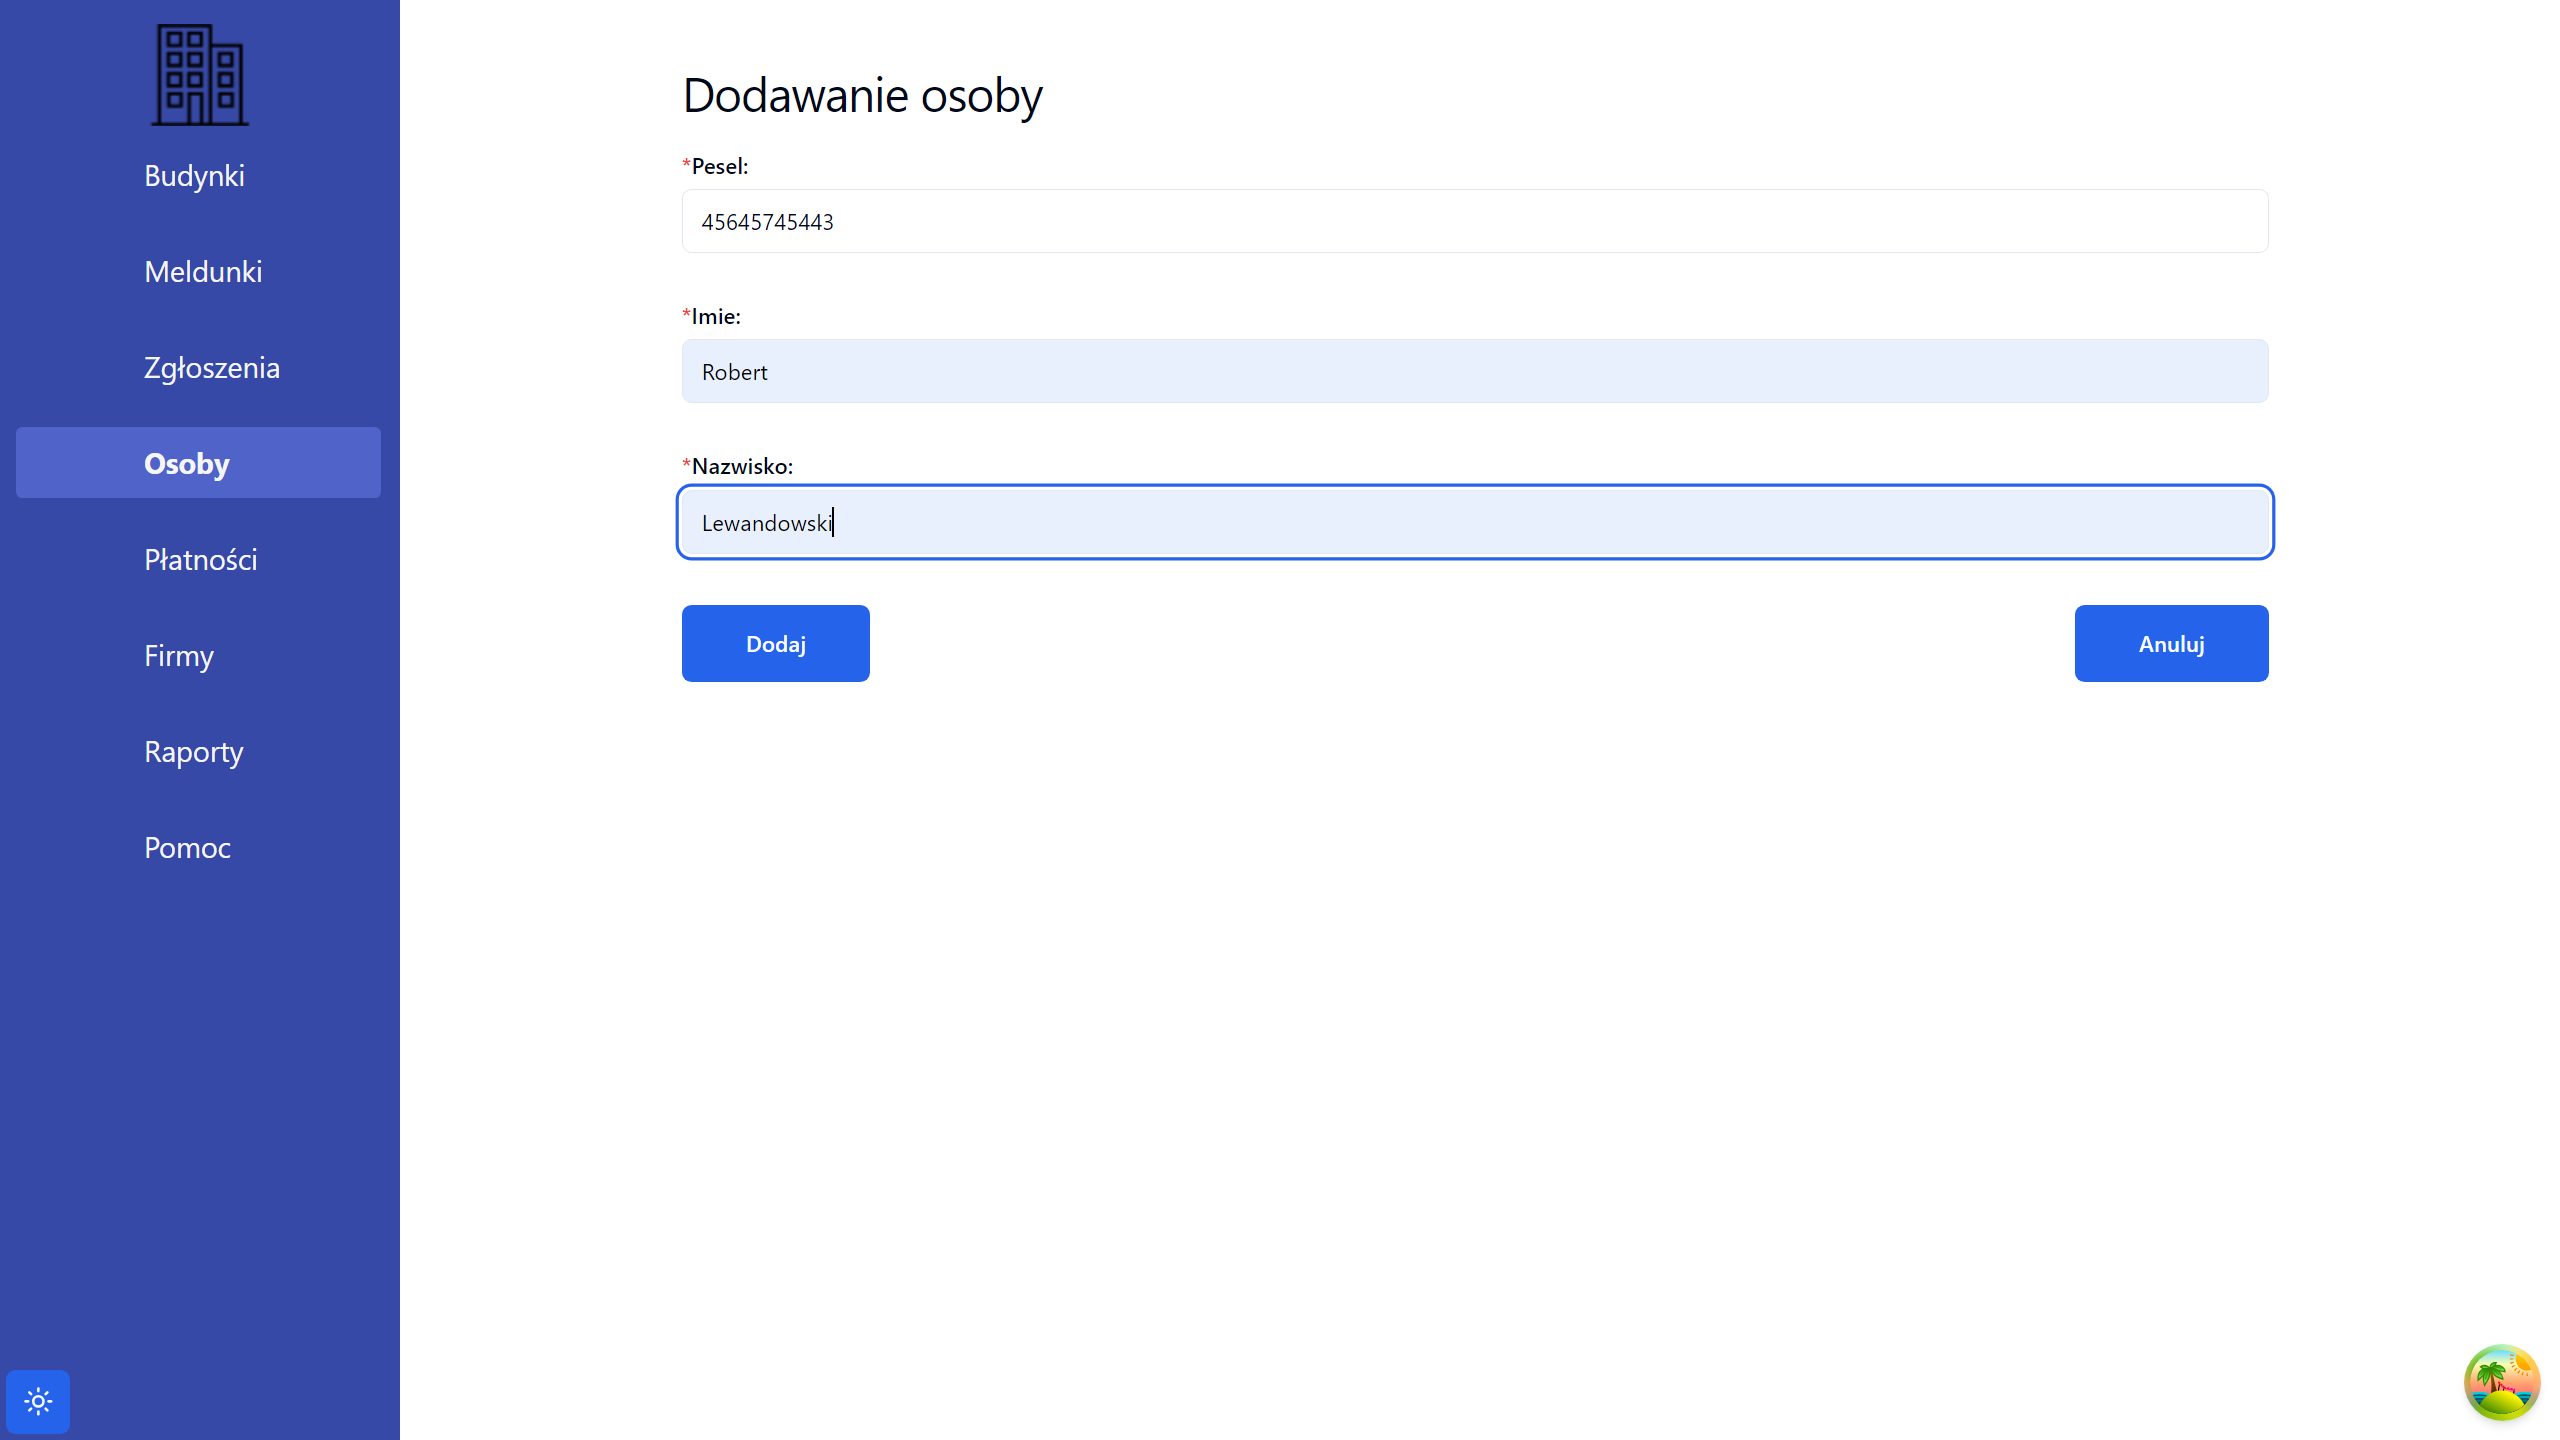 Budynki
Meldunki
Zgłoszenia
Osoby
Płatności
Firmy
Raporty
Pomoc
Dodawanie osoby
*Pesel:
45645745443
*Imie:
Robert
*Nazwisko:
Lewandowski
Dodaj
Anuluj